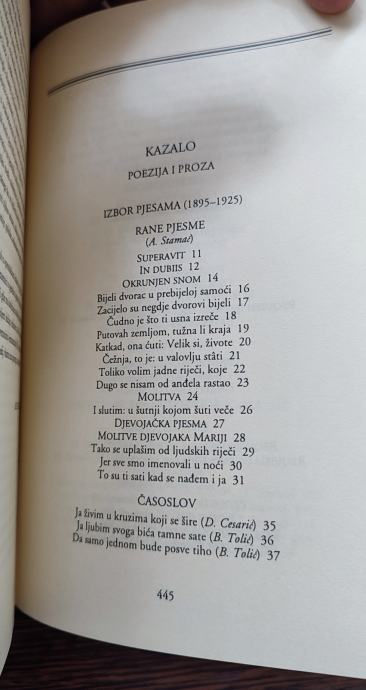 KAZALO
POEZIJA I PROZA
IZBOR PJESAMA (1895–1925)
RANE PJESME
(A. Stamać)
SUPERAVIT 11
IN DUBIIS 12
OKRUNJEN SNOM 14
Bijeli dvorac u prebijeloj samoći 16
Zacijelo su negdje dvorovi bijeli 17
Čudno je što ti usna izreče 18
Putovah zemljom, tužna li kraja 19
Katkad, ona ćuti: Velik si, živote 20
Čežnja, to je: u valovlju stâti 21
Toliko volim jadne riječi, koje 22
Dugo se nisam od anđela rastao 23
MOLITVA 24
I slutim: u šutnji kojom šuti veče 26
DJEVOJAČKA PJESMA 27
MOLITVE DJEVOJAKA MARIJI 28
Tako se uplašim od ljudskih riječi 29
Jer sve smo imenovali u noći 30
To su ti sati kad se nađem i ja 31
ČASOSLOV
Ja živim u kruzima koji se šire (D. Cesarić) 35
Ja ljubim svoga bića tamne sate (B. Tolić) 36
Da samo jednom bude posve tiho (B. Tolić) 37
445